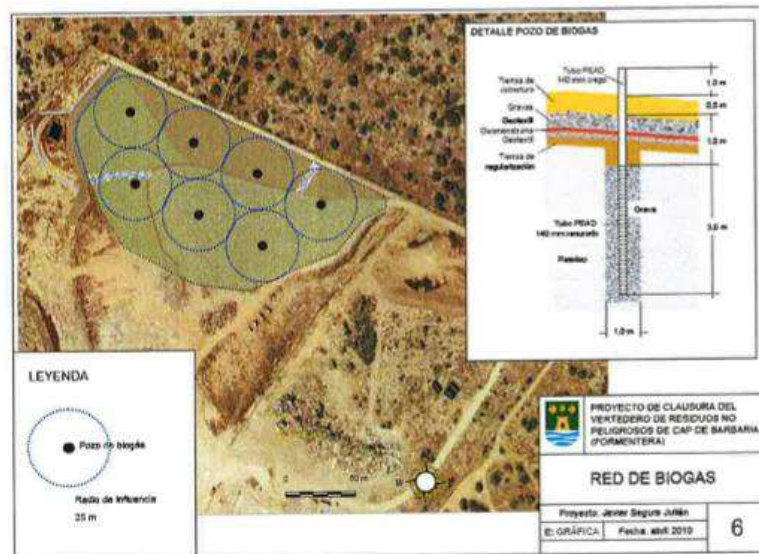 DETALLE POZO DE BIOGAS
Tubo PEAD
140 mm ciego
1,0 m
Tierras de
cobertura
0,5 m
Gravas
Geotextil
Geomembrana
Geotextil
1,0 m
Tierras de
regularización
Grava
Tubo PEAD
140 mm ranurado
3,0 m
Residuo
1,0 m
LEYENDA
Pozo de biogás
Radio de influencia
25 m
0
50 m
PROYECTO DE CLAUSURA DEL
VERTEDERO DE RESIDUOS NO
PELIGROSOS DE CAP DE BARBARIA
(FORMENTERA)
RED DE BIOGAS
Proyecto: Javier Segura Julián
E: GRÁFICA
Fecha: abril 2010
6